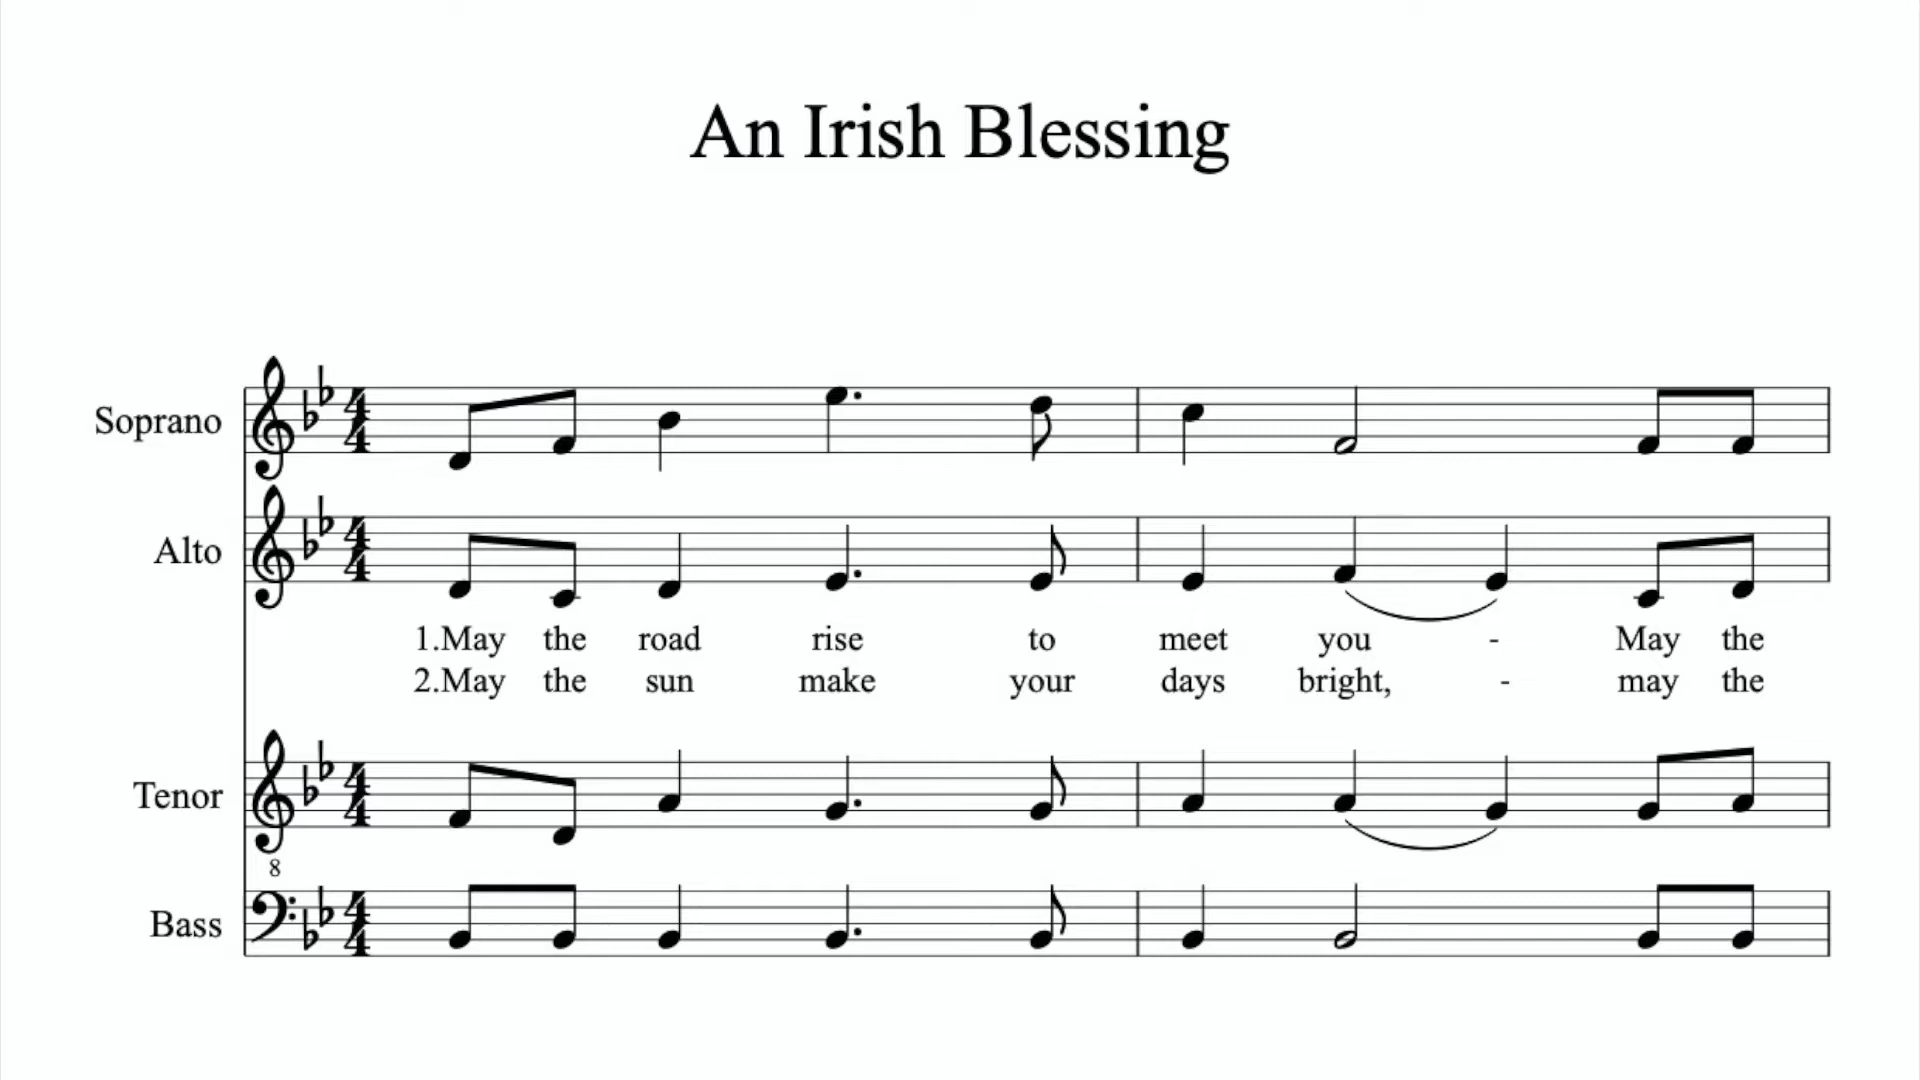 An Irish Blessing
Soprano
Alto
1.May the road rise to meet you - May the
2.May the sun make your days bright, - may the
Tenor
8
Bass